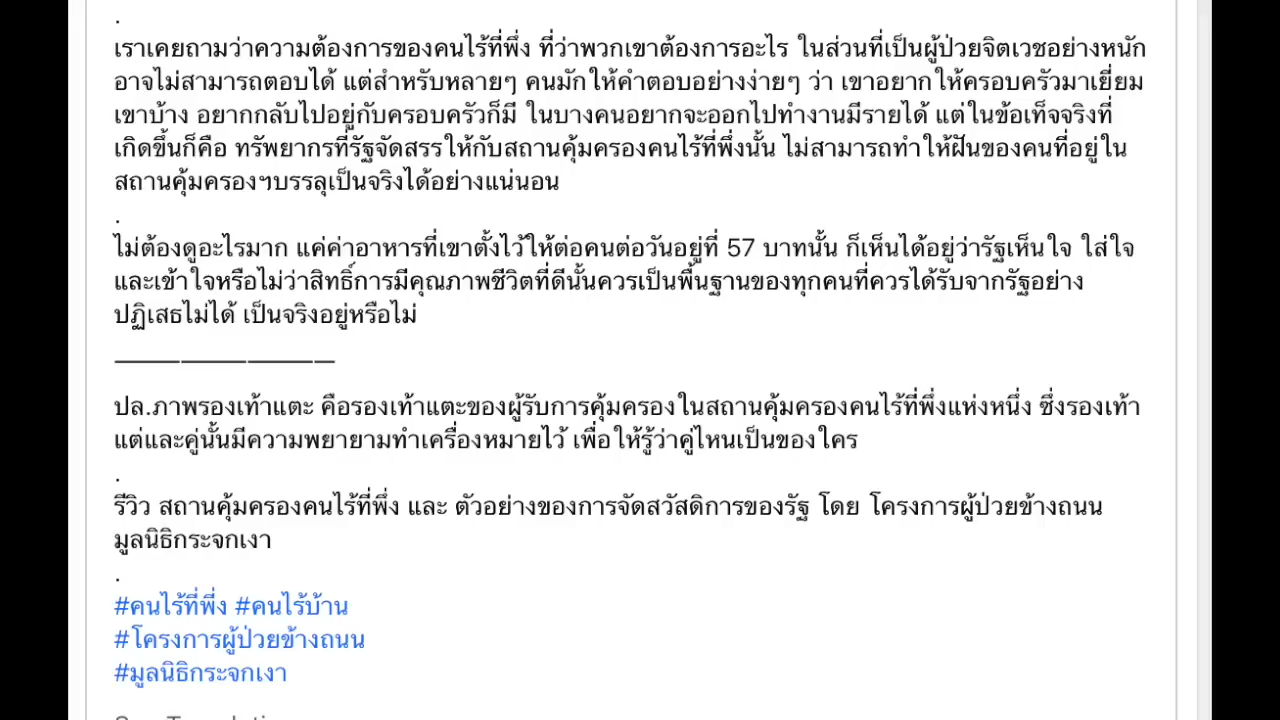 .
เราเคยถามว่าความต้องการของคนไร้ที่พึ่ง ที่ว่าพวกเขาต้องการอะไร ในส่วนที่เป็นผู้ป่วยจิตเวชอย่างหนัก
อาจไม่สามารถตอบได้ แต่สำหรับหลายๆ คนมักให้คำตอบอย่างง่ายๆ ว่า เขาอยากให้ครอบครัวมาเยี่ยม
เขาบ้าง อยากกลับไปอยู่กับครอบครัวก็มี ในบางคนอยากจะออกไปทำงานมีรายได้ แต่ในข้อเท็จจริงที่
เกิดขึ้นก็คือ ทรัพยากรที่รัฐจัดสรรให้กับสถานคุ้มครองคนไร้ที่พึ่งนั้น ไม่สามารถทำให้ฝันของคนที่อยู่ใน
สถานคุ้มครองฯบรรลุเป็นจริงได้อย่างแน่นอน
.
ไม่ต้องดูอะไรมาก แค่ค่าอาหารที่เขาตั้งไว้ให้ต่อคนต่อวันอยู่ที่ 57 บาทนั้น ก็เห็นได้อยู่ว่ารัฐเห็นใจ ใส่ใจ
และเข้าใจหรือไม่ว่าสิทธิ์การมีคุณภาพชีวิตที่ดีนั้นควรเป็นพื้นฐานของทุกคนที่ควรได้รับจากรัฐอย่าง
ปฏิเสธไม่ได้ เป็นจริงอยู่หรือไม่
——————————
ปล.ภาพรองเท้าแตะ คือรองเท้าแตะของผู้รับการคุ้มครองในสถานคุ้มครองคนไร้ที่พึ่งแห่งหนึ่ง ซึ่งรองเท้า
แต่และคู่นั้นมีความพยายามทำเครื่องหมายไว้ เพื่อให้รู้ว่าคู่ไหนเป็นของใคร
.
รีวิว สถานคุ้มครองคนไร้ที่พึ่ง และ ตัวอย่างของการจัดสวัสดิการของรัฐ โดย โครงการผู้ป่วยข้างถนน
มูลนิธิกระจกเงา
.
#คนไร้ที่พึ่ง #คนไร้บ้าน
#โครงการผู้ป่วยข้างถนน
#มูลนิธิกระจกเงา